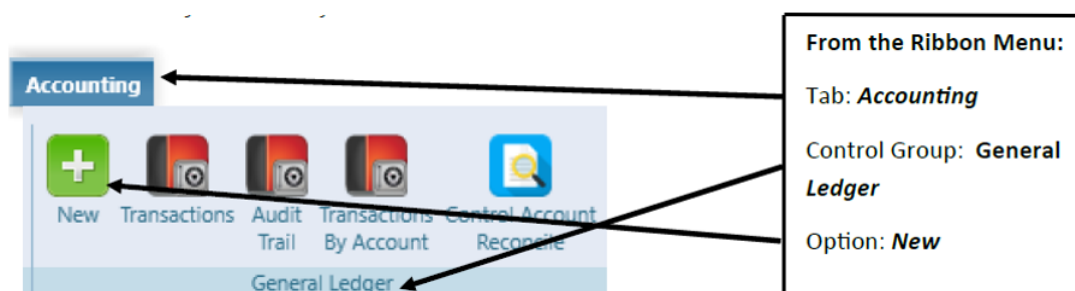 From the Ribbon Menu:
Accounting
Tab: Accounting
Control Group: General
Ledger
New Transactions Audit Transactions Control Account
Trail By Account Reconcile
Option: New
General Ledger